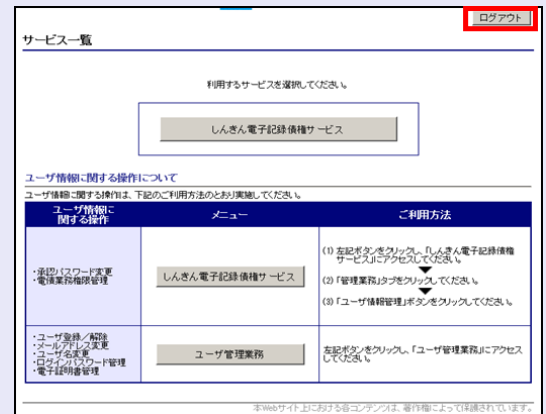 ログアウト
サービス一覧
利用するサービスを選択してください。
しんきん電子記録債権サービス
ユーザ情報に関する操作について
ユーザ情報に関する操作は、下記のご利用方法のとおり実施してください。
ユーザ情報に
関する操作
メニュー
ご利用方法
・承認パスワード変更
・電債業務権限管理
しんきん電子記録債権サービス
(1) 左記ボタンをクリックし、「しんきん電子記録債権
サービス」にアクセスしてください。
(2) 「管理業務」タブをクリックしてください。
(3) 「ユーザ情報管理」ボタンをクリックしてください。
・ユーザ登録／解除
・メールアドレス変更
・ユーザ名変更
・ログインパスワード管理
・電子証明書管理
ユーザ管理業務
左記ボタンをクリックし、「ユーザ管理業務」にアクセス
してください。
本Webサイト上における各コンテンツは、著作権によって保護されています。